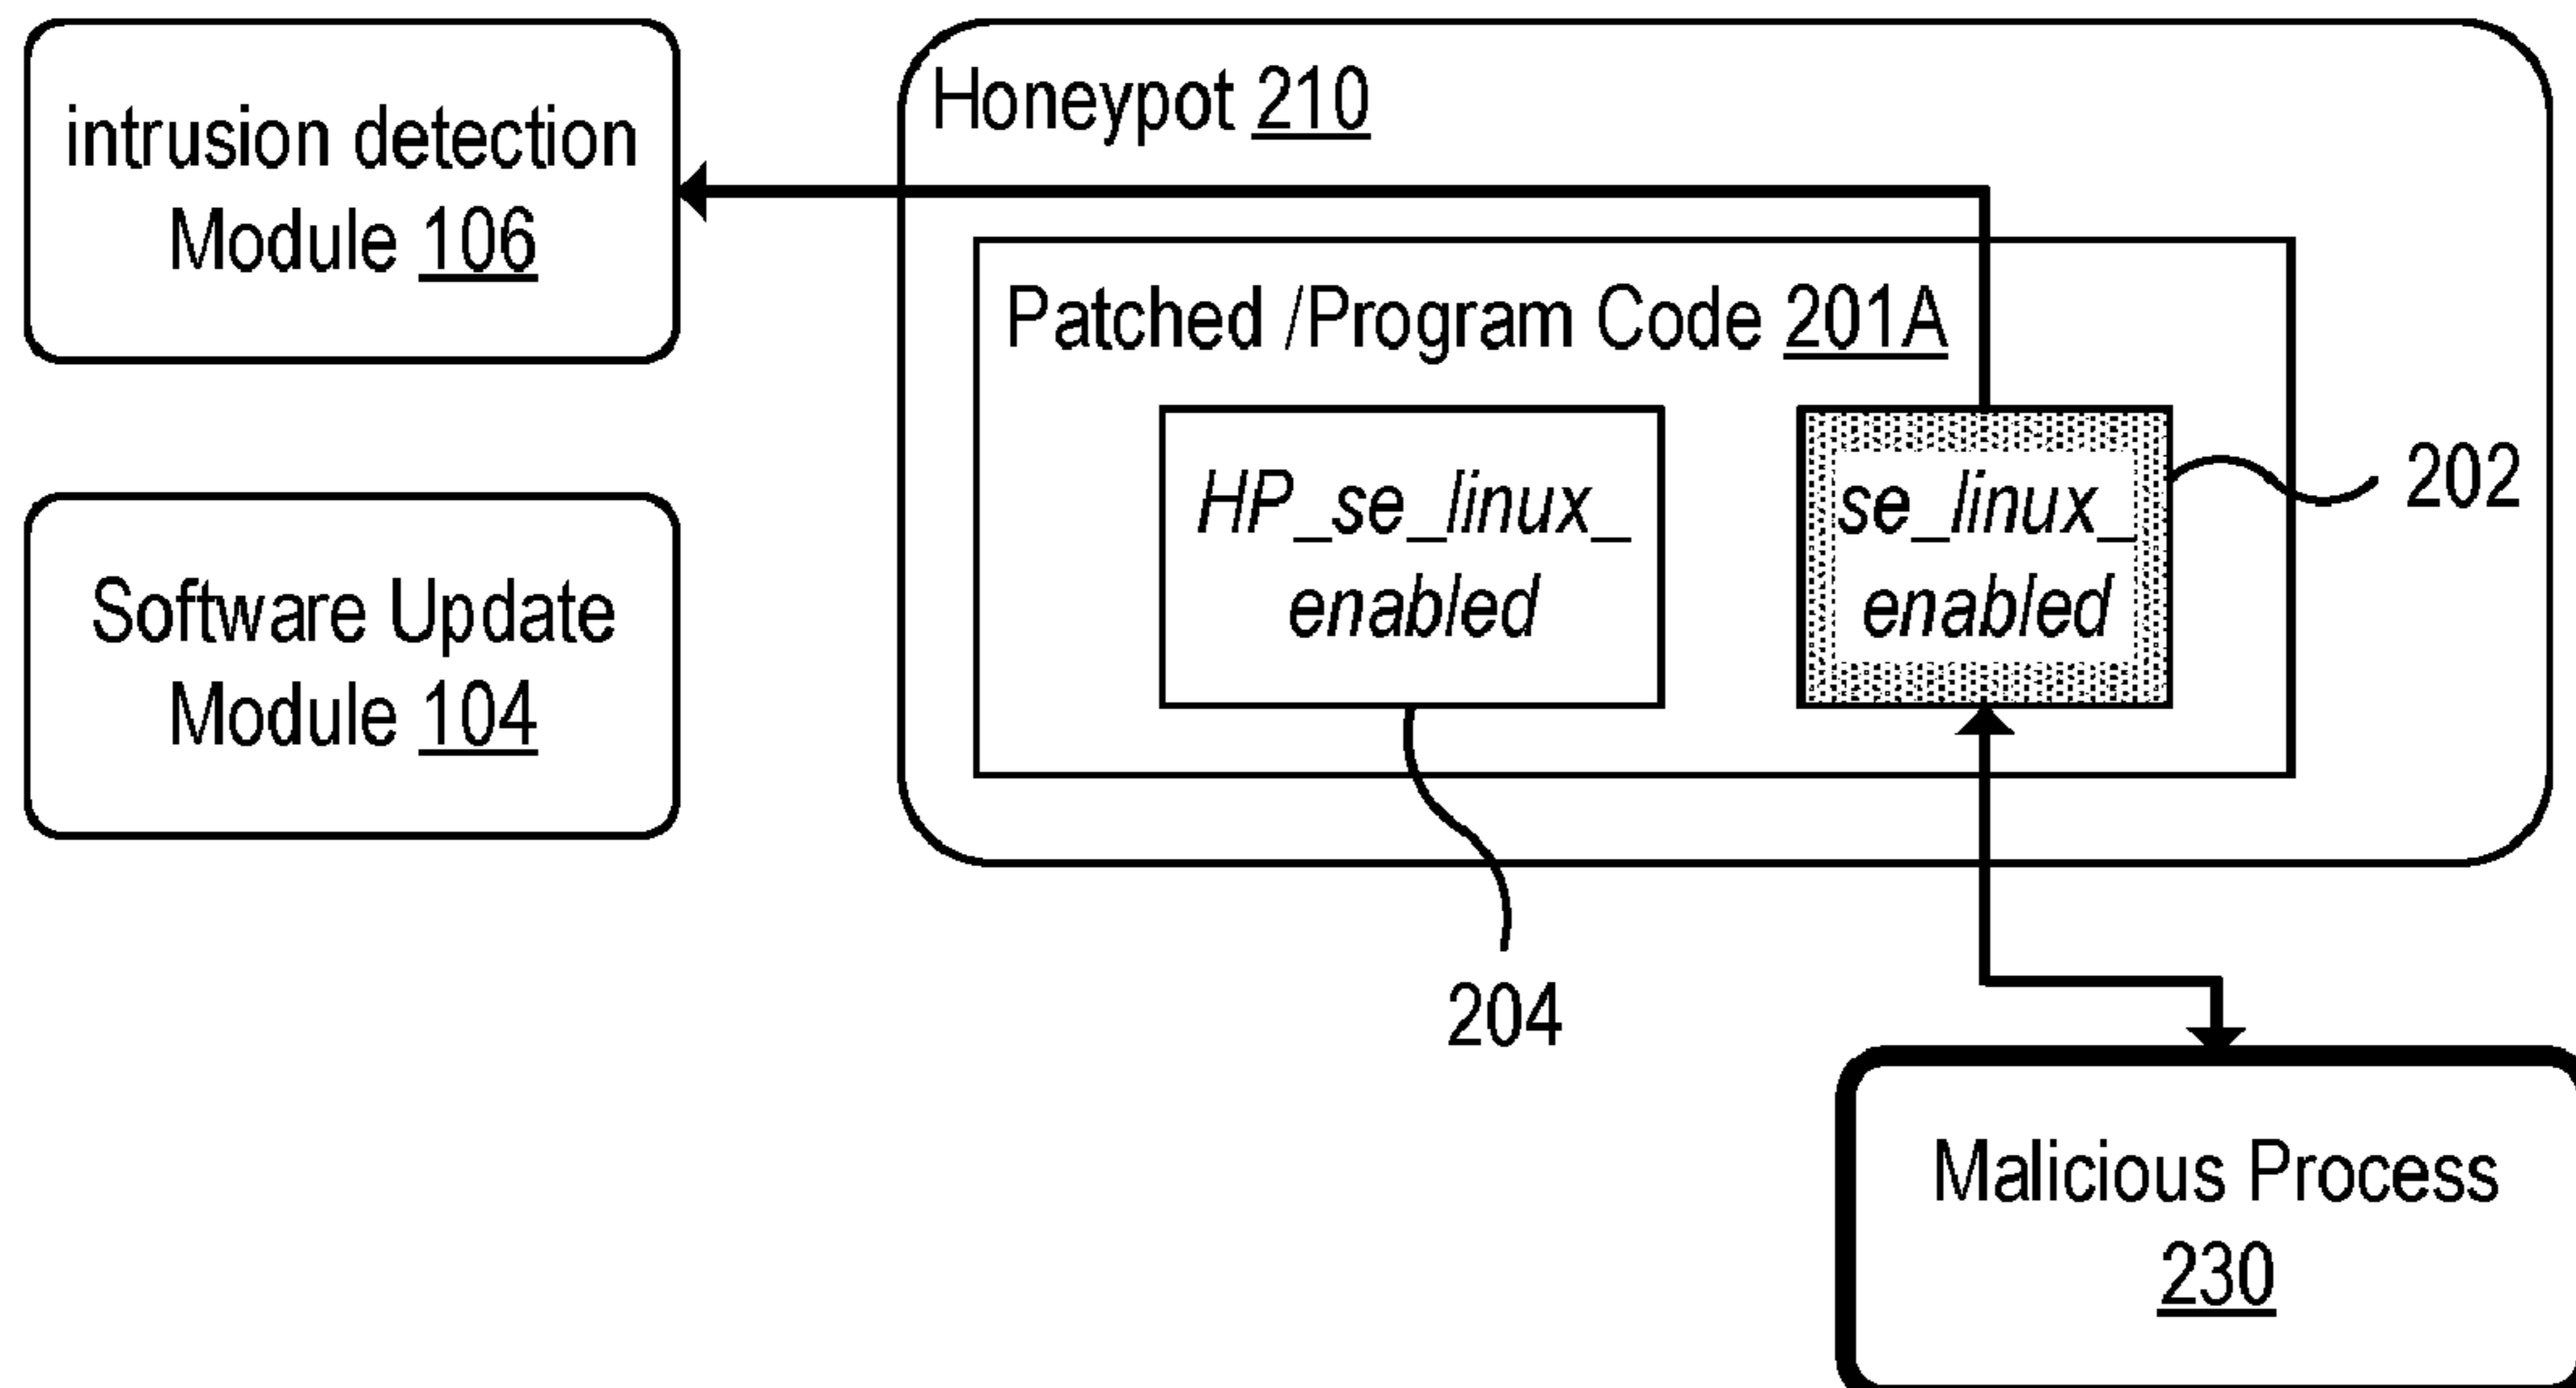 intrusion detection
Module 106
Software Update
Module 104
Honeypot 210
Patched /Program Code 201A
HP_se_linux_
enabled
se_linux_
enabled
202
204
Malicious Process
230